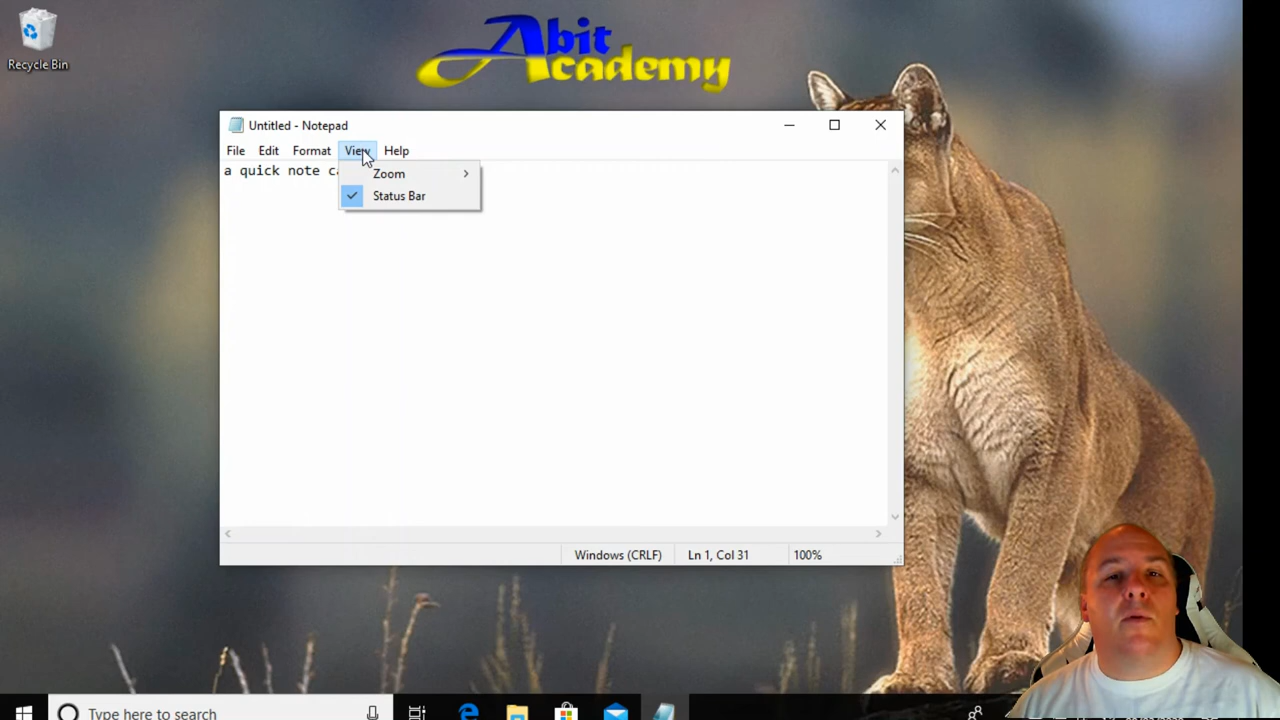 Abit
Academy
Recycle Bin
Untitled - Notepad
File Edit Format View Help
a quick note
Zoom
Status Bar
Windows (CRLF) Ln 1, Col 31 100%
Type here to search